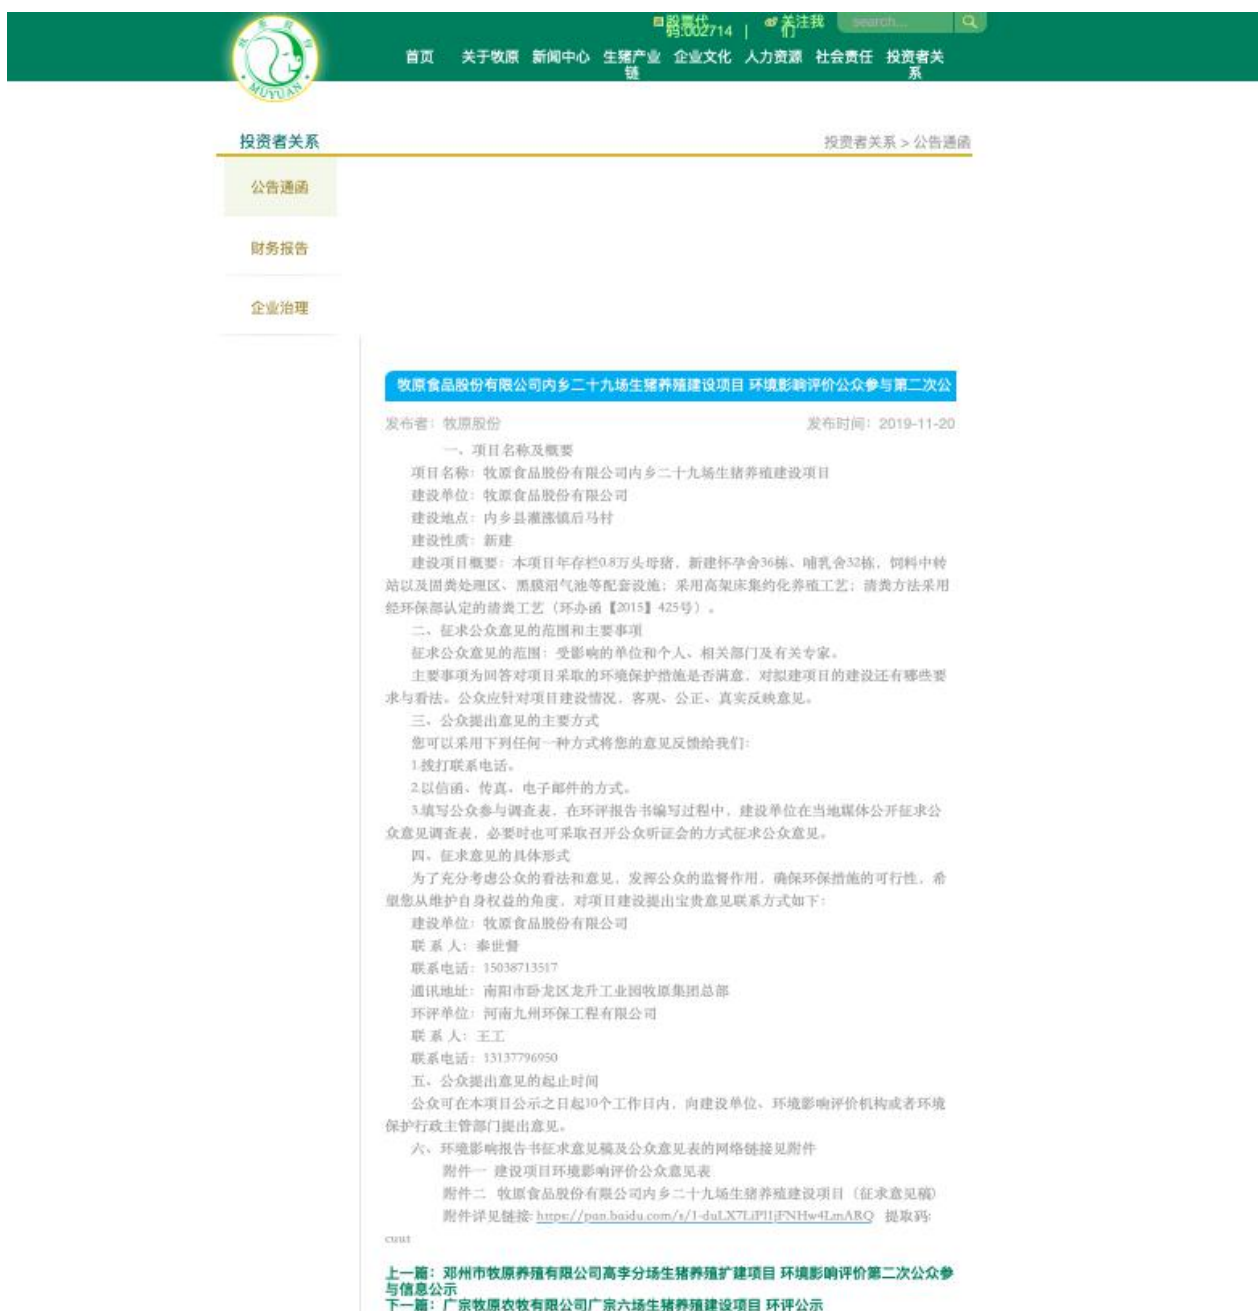 股票代
码:002714 | 关注我
们
search...
首页 关于牧原 新闻中心 生猪产业
链 企业文化 人力资源 社会责任 投资者关
系
牧原股份
MUYUAN
投资者关系
投资者关系 > 公告通函
公告通函
财务报告
企业治理
牧原食品股份有限公司内乡二十九场生猪养殖建设项目 环境影响评价公众参与第二次公
发布者：牧原股份 发布时间：2019-11-20
一、项目名称及概要
项目名称：牧原食品股份有限公司内乡二十九场生猪养殖建设项目
建设单位：牧原食品股份有限公司
建设地点：内乡县灌涨镇后马村
建设性质：新建
建设项目概要：本项目年存栏0.8万头母猪，新建怀孕舍36栋、哺乳舍32栋，饲料中转
站以及固粪处理区、黑膜沼气池等配套设施；采用高架床集约化养殖工艺；清粪方法采用
经环保部认定的清粪工艺（环办函【2015】425号）。
二、征求公众意见的范围和主要事项
征求公众意见的范围：受影响的单位和个人、相关部门及有关专家。
主要事项为回答对项目采取的环境保护措施是否满意，对拟建项目的建设还有哪些要
求与看法。公众应针对项目建设情况，客观、公正、真实反映意见。
三、公众提出意见的主要方式
您可以采用下列任何一种方式将您的意见反馈给我们：
1.拨打联系电话。
2.以信函、传真、电子邮件的方式。
3.填写公众参与调查表，在环评报告书编写过程中，建设单位在当地媒体公开征求公
众意见调查表，必要时也可采取召开公众听证会的方式征求公众意见。
四、征求意见的具体形式
为了充分考虑公众的看法和意见，发挥公众的监督作用，确保环保措施的可行性，希
望您从维护自身权益的角度，对项目建设提出宝贵意见联系方式如下：
建设单位：牧原食品股份有限公司
联 系 人：秦世督
联系电话：15038713517
通讯地址：南阳市卧龙区龙升工业园牧原集团总部
环评单位：河南九州环保工程有限公司
联 系 人：王工
联系电话：13137796950
五、公众提出意见的起止时间
公众可在本项目公示之日起10个工作日内，向建设单位、环境影响评价机构或者环境
保护行政主管部门提出意见。
六、环境影响报告书征求意见稿及公众意见表的网络链接见附件
附件一 建设项目环境影响评价公众意见表
附件二 牧原食品股份有限公司内乡二十九场生猪养殖建设项目（征求意见稿）
附件详见链接: https://pan.baidu.com/s/1-duLX7LiPl1jFNHw4LmARQ 提取码:
cuut
上一篇：邓州市牧原养殖有限公司高李分场生猪养殖扩建项目 环境影响评价第二次公众参
与信息公示
下一篇：广宗牧原农牧有限公司广宗六场生猪养殖建设项目 环评公示